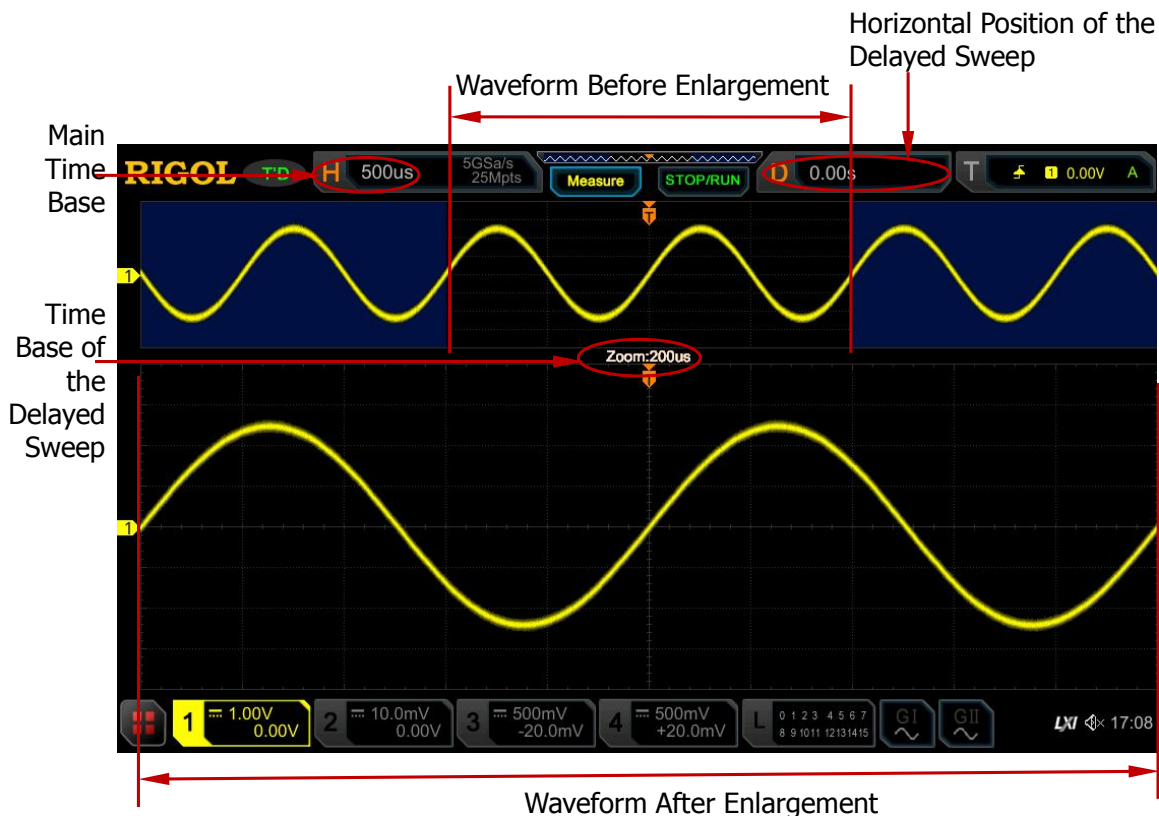 Horizontal Position of the
Delayed Sweep
Waveform Before Enlargement
Main
Time
Base
RIGOL T'D H 500us 5GSa/s
25Mpts
Measure STOP/RUN D 0.00s T 1 0.00V A
T
1
Time
Base of
the
Delayed
Sweep
Zoom:200us
T
1
1 1.00V
0.00V
2 10.0mV
0.00V
3 500mV
-20.0mV
4 500mV
+20.0mV
L 0 1 2 3 4 5 6 7
8 9 10 11 12 13 14 15
GI
GII
LXI 17:08
Waveform After Enlargement